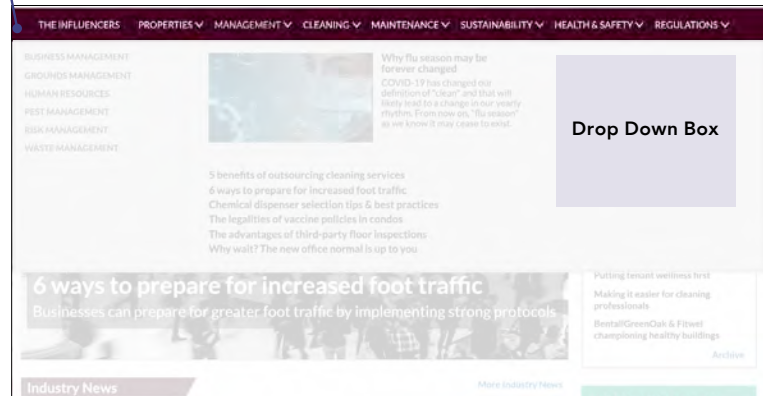 THE INFLUENCERS PROPERTIES MANAGEMENT CLEANING MAINTENANCE SUSTAINABILITY HEALTH & SAFETY REGULATIONS
BUSINESS MANAGEMENT
GROUNDS MANAGEMENT
HUMAN RESOURCES
PEST MANAGEMENT
RISK MANAGEMENT
WASTE MANAGEMENT
Why flu season may be
forever changed
COVID-19 has changed our
definition of "clean" and that will
likely lead to a change in our yearly
rhythm. From now on, "flu season"
as we know it may cease to exist.
5 benefits of outsourcing cleaning services
6 ways to prepare for increased foot traffic
Chemical dispenser selection tips & best practices
The legalities of vaccine policies in condos
The advantages of third-party floor inspections
Why wait? The new office normal is up to you
Drop Down Box
6 ways to prepare for increased foot traffic
Businesses can prepare for greater foot traffic by implementing strong protocols
Putting tenant wellness first
Making it easier for cleaning
professionals
BentallGreenOak & Fitwel
championing healthy buildings
Archive
Industry News
More Industry News